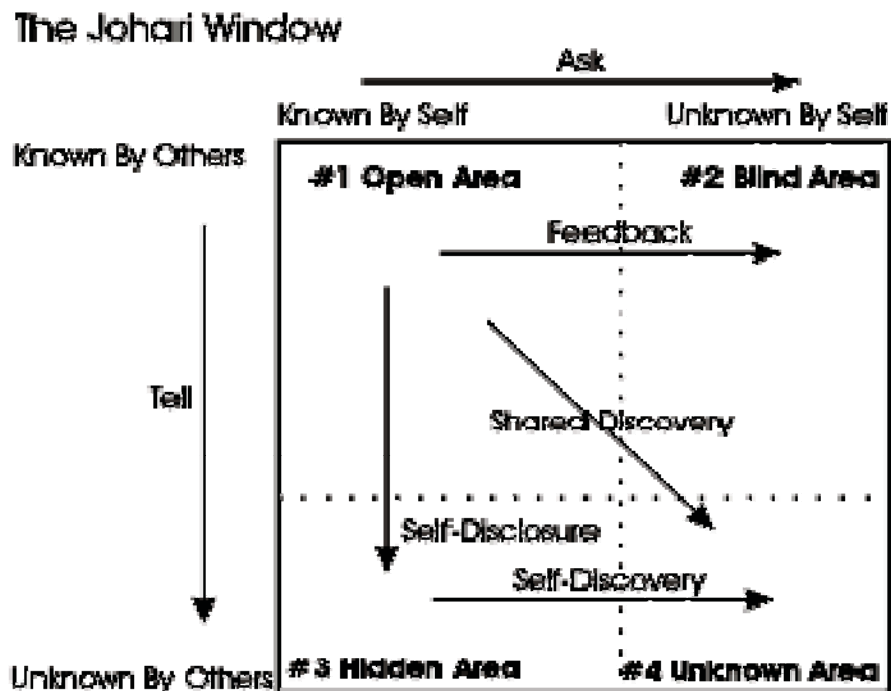 The Johari Window
Ask
Known By Self
Unknown By Self
Known By Others
#1 Open Area
#2 Blind Area
Feedback
Tell
Shared Discovery
Self-Disclosure
Self-Discovery
#3 Hidden Area
#4 Unknown Area
Unknown By Others